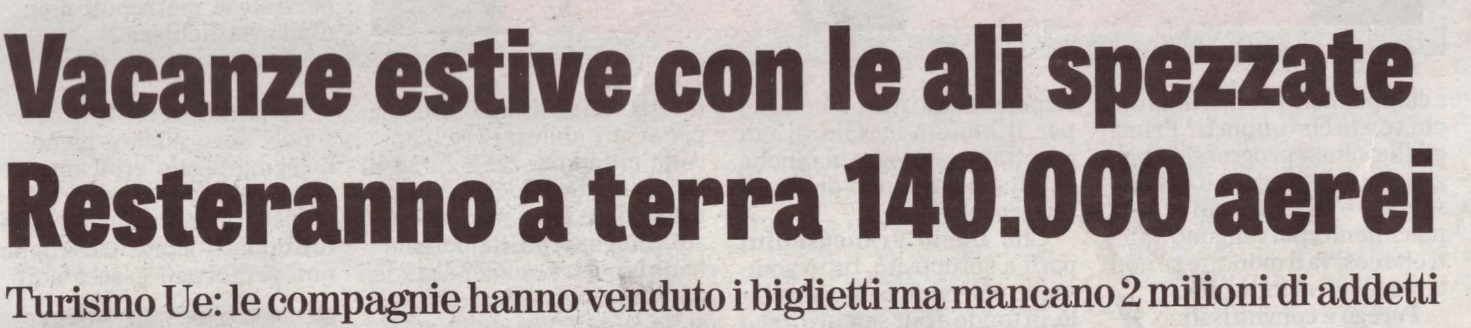 Vacanze estive con le ali spezzate
Resteranno a terra 140.000 aerei
Turismo Ue: le compagnie hanno venduto i biglietti ma mancano 2 milioni di addetti